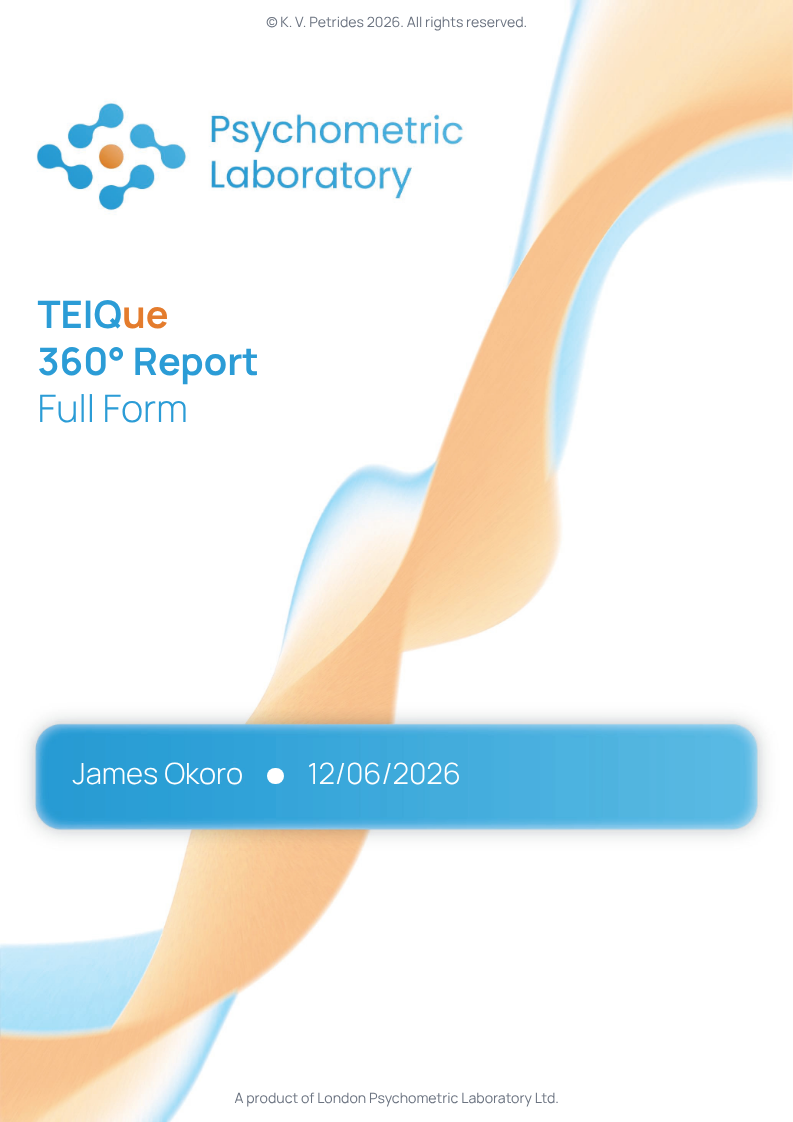 © K. V. Petrides 2026. All rights reserved.
Psychometric
Laboratory
TEIQue
360° Report
Full Form
James Okoro ● 12/06/2026
A product of London Psychometric Laboratory Ltd.